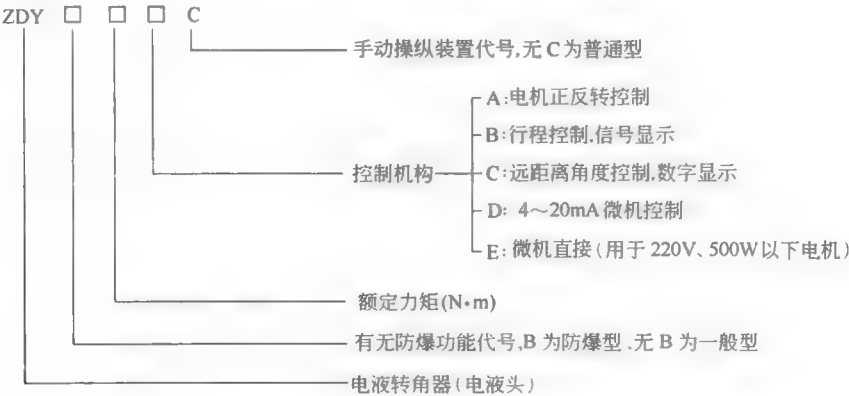 ZDY □ □ □ C
手动操纵装置代号,无C为普通型
A:电机正反转控制
B:行程控制,信号显示
控制机构
C:远距离角度控制,数字显示
D: 4～20mA微机控制
E:微机直接(用于220V、500W以下电机)
额定力矩(N•m)
有无防爆功能代号,B为防爆型.无B为一般型
电液转角器(电液头)